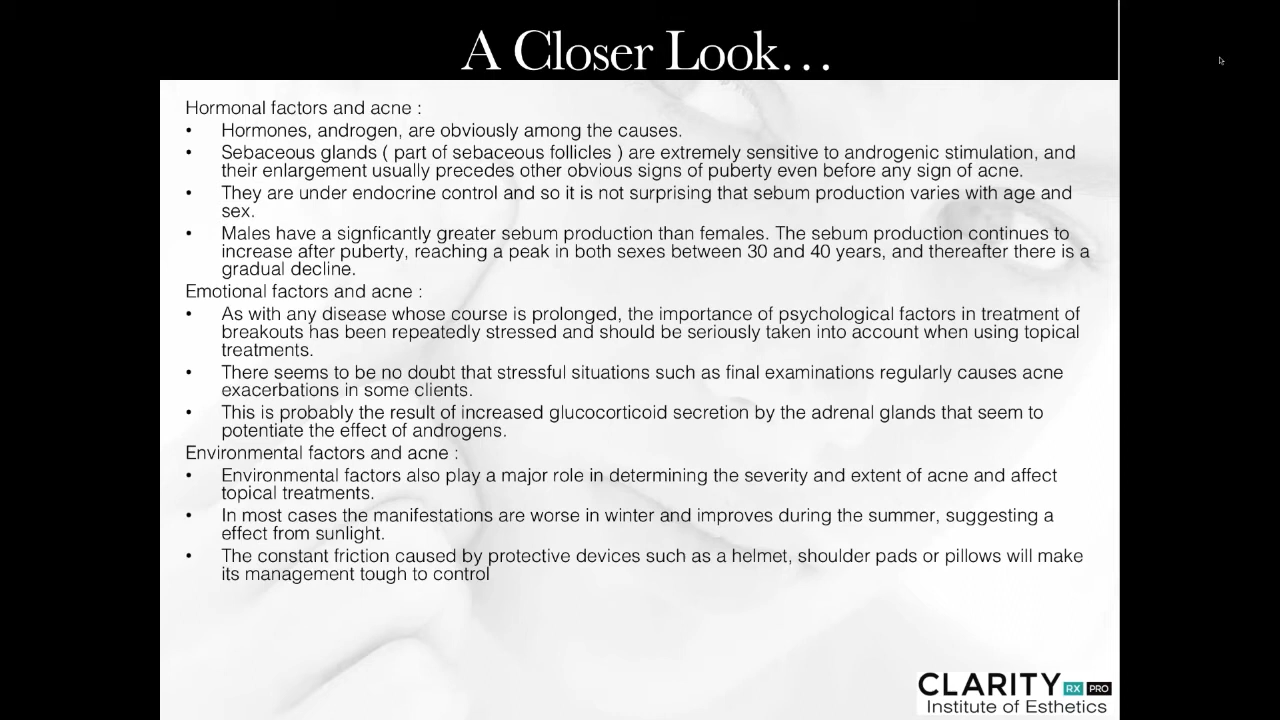 A Closer Look...
Hormonal factors and acne :
• Hormones, androgen, are obviously among the causes.
• Sebaceous glands ( part of sebaceous follicles ) are extremely sensitive to androgenic stimulation, and
their enlargement usually precedes other obvious signs of puberty even before any sign of acne.
• They are under endocrine control and so it is not surprising that sebum production varies with age and
sex.
• Males have a signficantly greater sebum production than females. The sebum production continues to
increase after puberty, reaching a peak in both sexes between 30 and 40 years, and thereafter there is a
gradual decline.
Emotional factors and acne :
• As with any disease whose course is prolonged, the importance of psychological factors in treatment of
breakouts has been repeatedly stressed and should be seriously taken into account when using topical
treatments.
• There seems to be no doubt that stressful situations such as final examinations regularly causes acne
exacerbations in some clients.
• This is probably the result of increased glucocorticoid secretion by the adrenal glands that seem to
potentiate the effect of androgens.
Environmental factors and acne :
• Environmental factors also play a major role in determining the severity and extent of acne and affect
topical treatments.
• In most cases the manifestations are worse in winter and improves during the summer, suggesting a
effect from sunlight.
• The constant friction caused by protective devices such as a helmet, shoulder pads or pillows will make
its management tough to control
CLARITY RX PRO
Institute of Esthetics